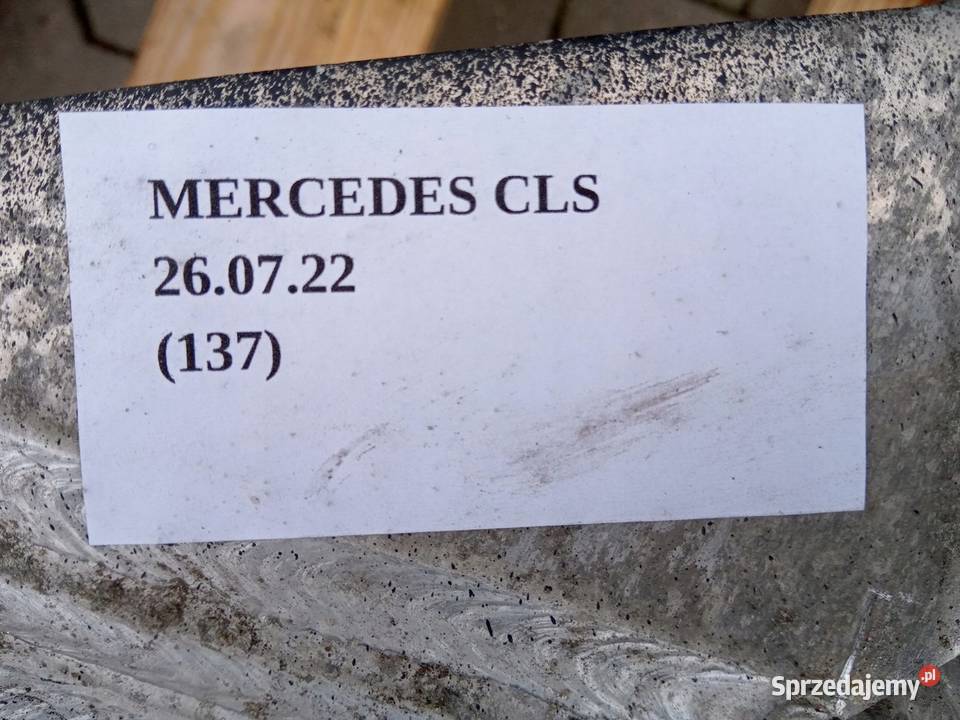 MERCEDES CLS
26.07.22
(137)
Sprzedajemy.pl